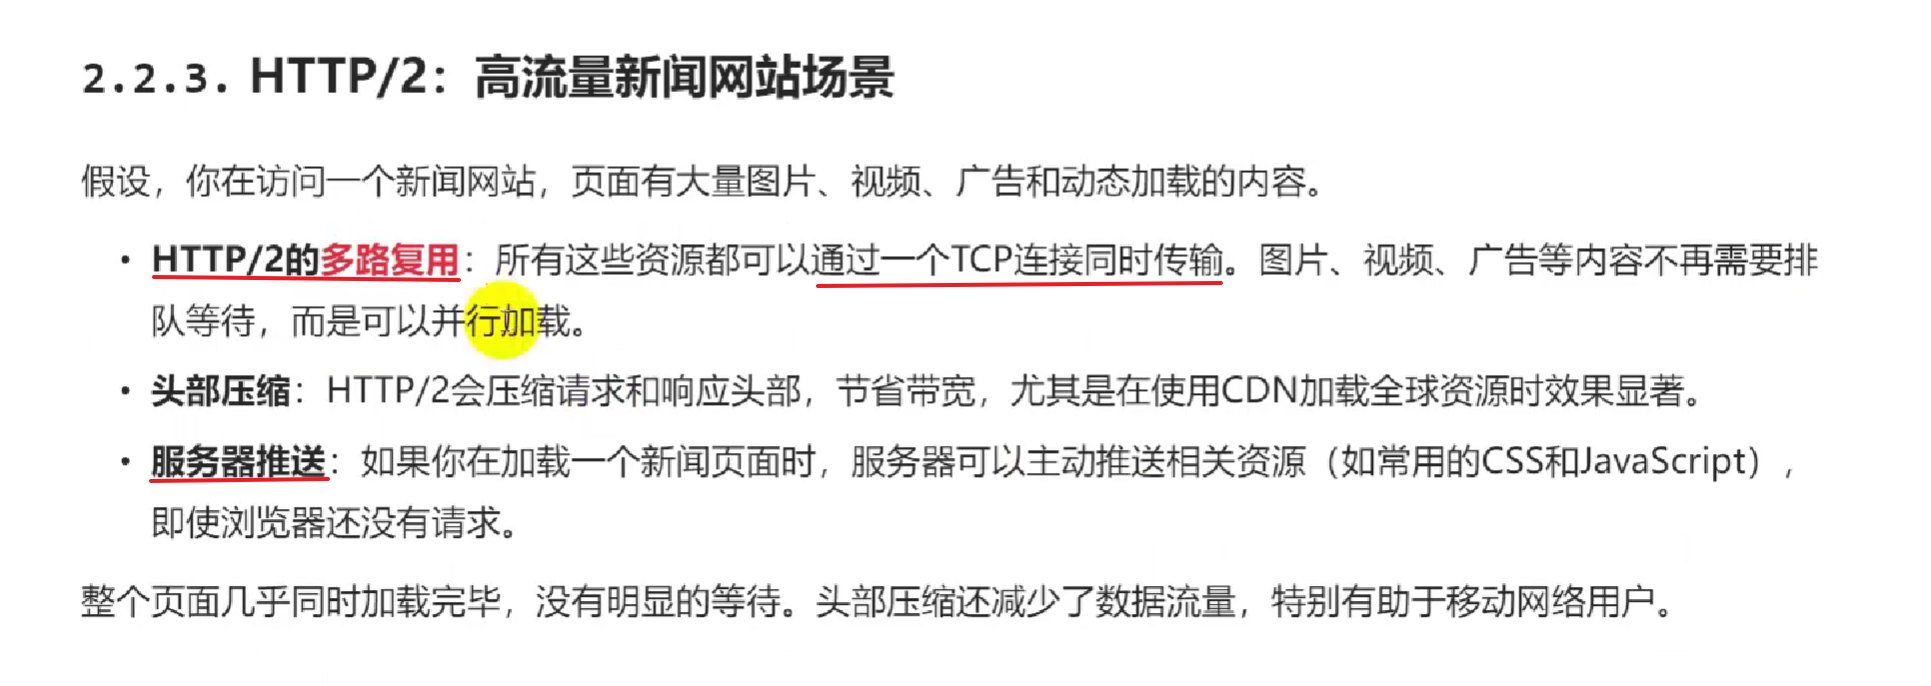 2.2.3. HTTP/2：高流量新闻网站场景
假设，你在访问一个新闻网站，页面有大量图片、视频、广告和动态加载的内容。
• HTTP/2的多路复用：所有这些资源都可以通过一个TCP连接同时传输。图片、视频、广告等内容不再需要排
队等待，而是可以并行加载。
• 头部压缩：HTTP/2会压缩请求和响应头部，节省带宽，尤其是在使用CDN加载全球资源时效果显著。
• 服务器推送：如果你在加载一个新闻页面时，服务器可以主动推送相关资源（如常用的CSS和JavaScript），
即使浏览器还没有请求。
整个页面几乎同时加载完毕，没有明显的等待。头部压缩还减少了数据流量，特别有助于移动网络用户。